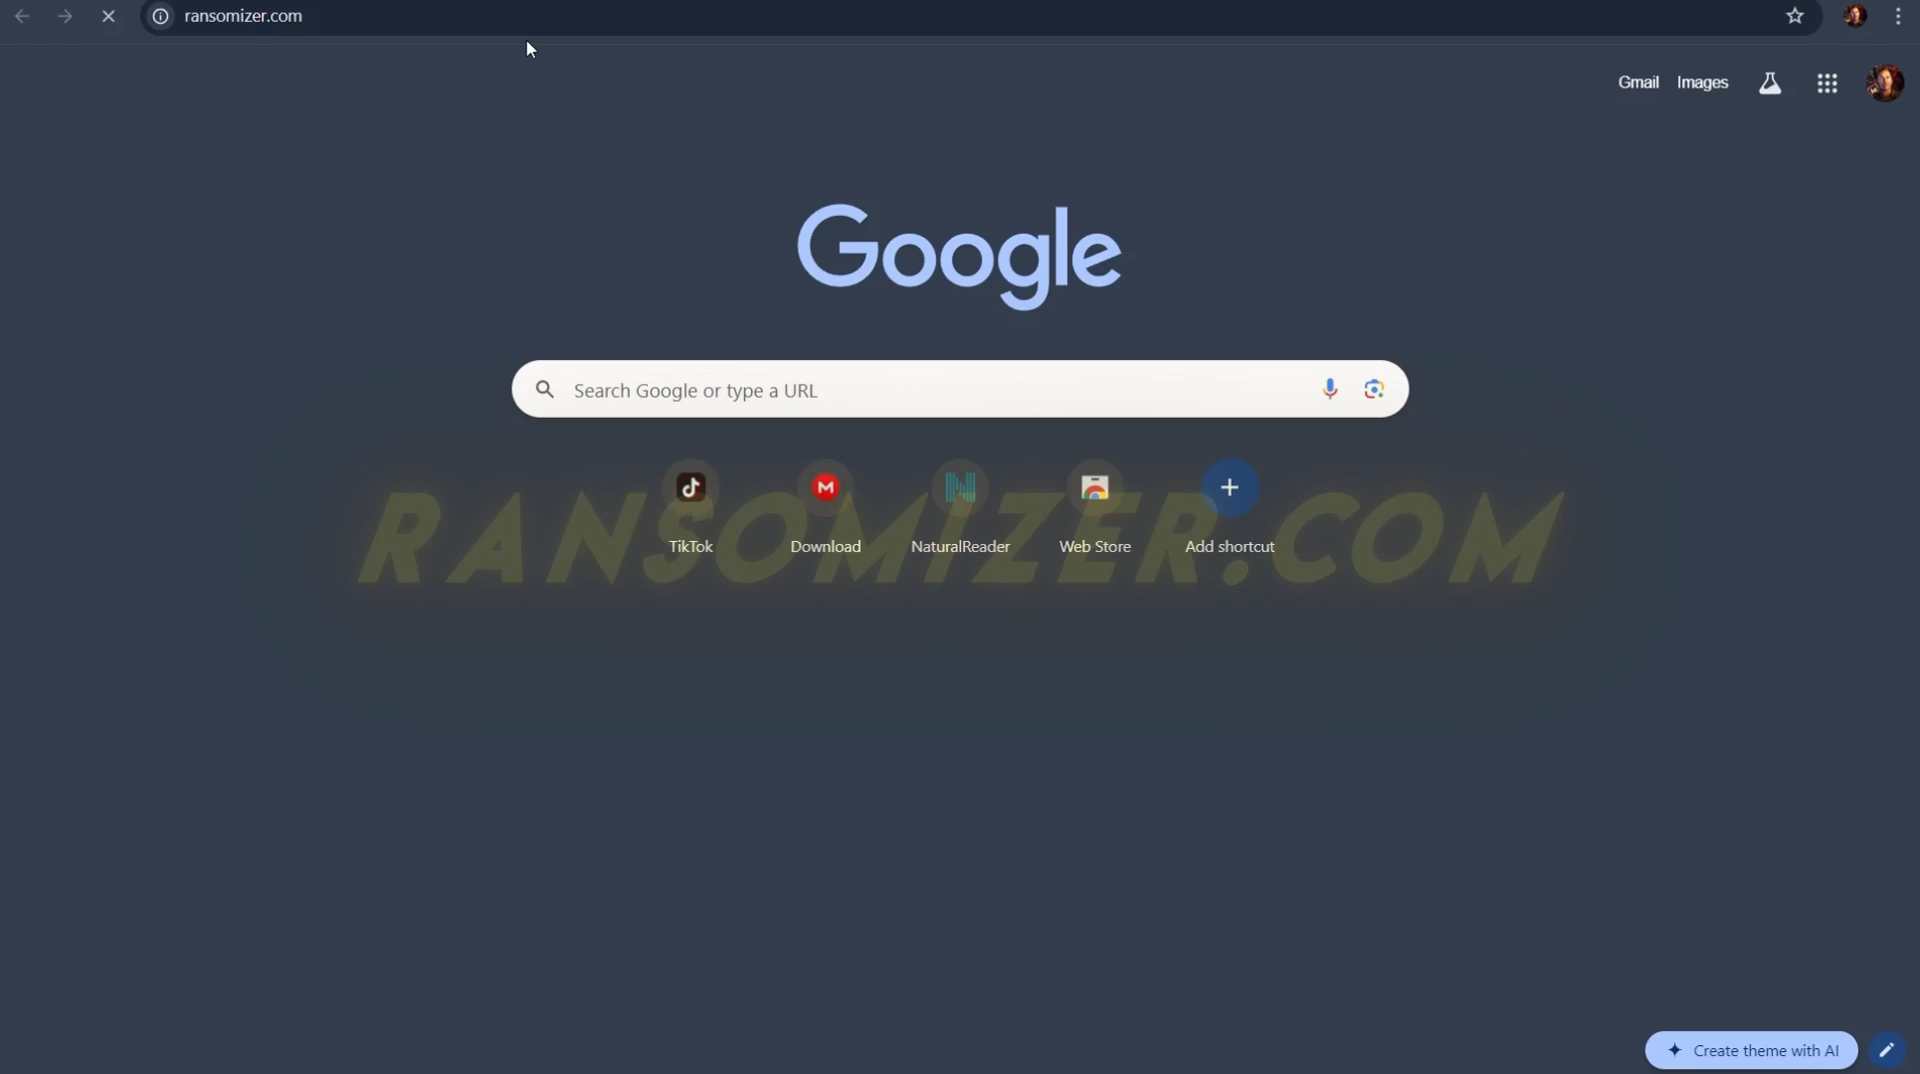 ransomizer.com
Gmail Images
Google
Search Google or type a URL
RANSOMIZER.COM
TikTok Download NaturalReader Web Store Add shortcut
Create theme with AI